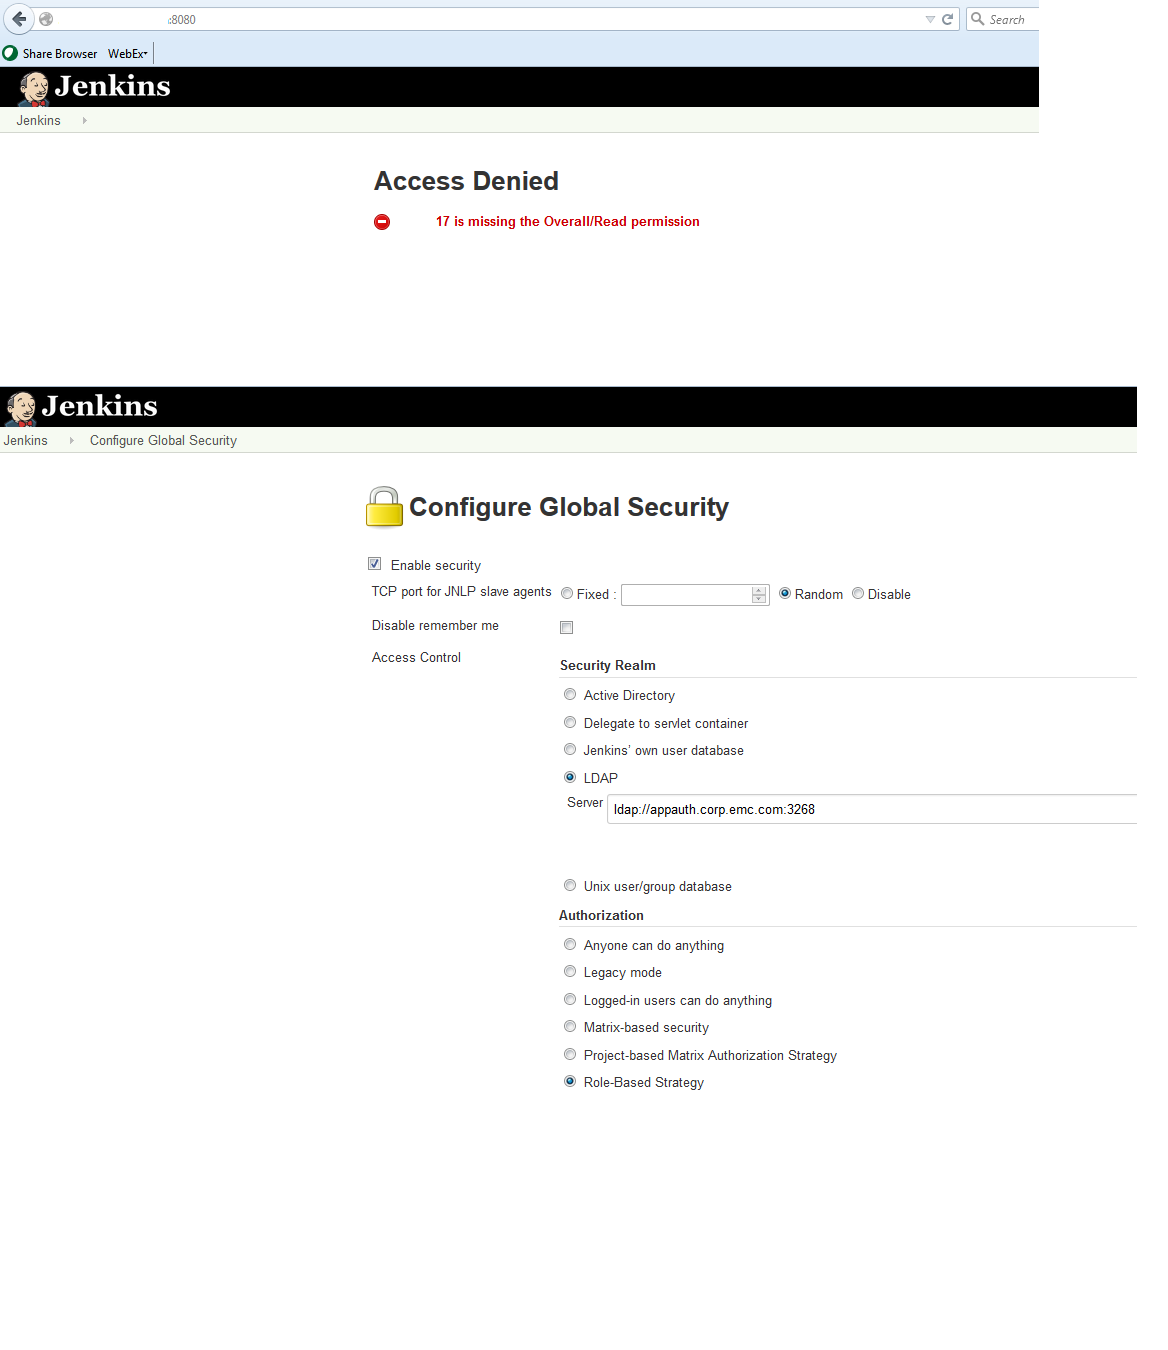 :8080
Search
Share Browser WebEx
Jenkins
Jenkins
Access Denied
17 is missing the Overall/Read permission
Jenkins
Jenkins Configure Global Security
Configure Global Security
Enable security
TCP port for JNLP slave agents Fixed : Random Disable
Disable remember me
Access Control
Security Realm
Active Directory
Delegate to servlet container
Jenkins' own user database
LDAP
Server ldap://appauth.corp.emc.com:3268
Unix user/group database
Authorization
Anyone can do anything
Legacy mode
Logged-in users can do anything
Matrix-based security
Project-based Matrix Authorization Strategy
Role-Based Strategy